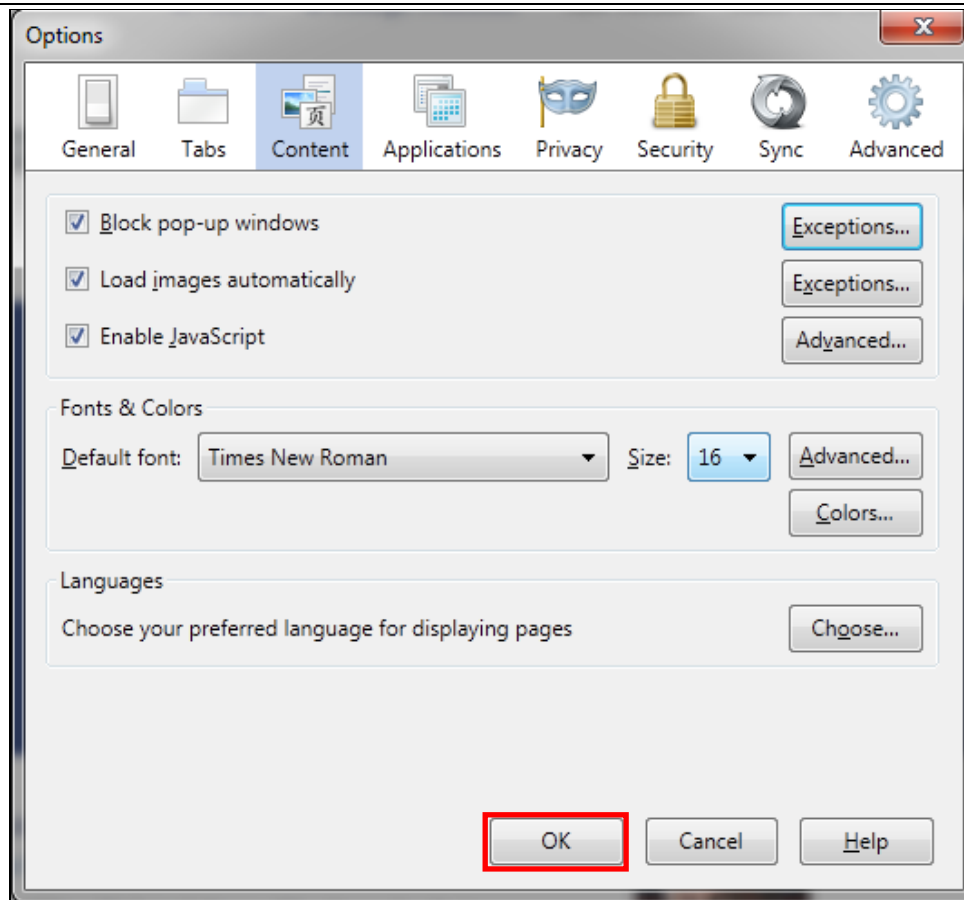 Options
X
页
General Tabs Content Applications Privacy Security Sync Advanced
Block pop-up windows Exceptions...
Load images automatically Exceptions...
Enable JavaScript Advanced...
Fonts & Colors
Default font: Times New Roman Size: 16 Advanced...
Colors...
Languages
Choose your preferred language for displaying pages Choose...
OK Cancel Help